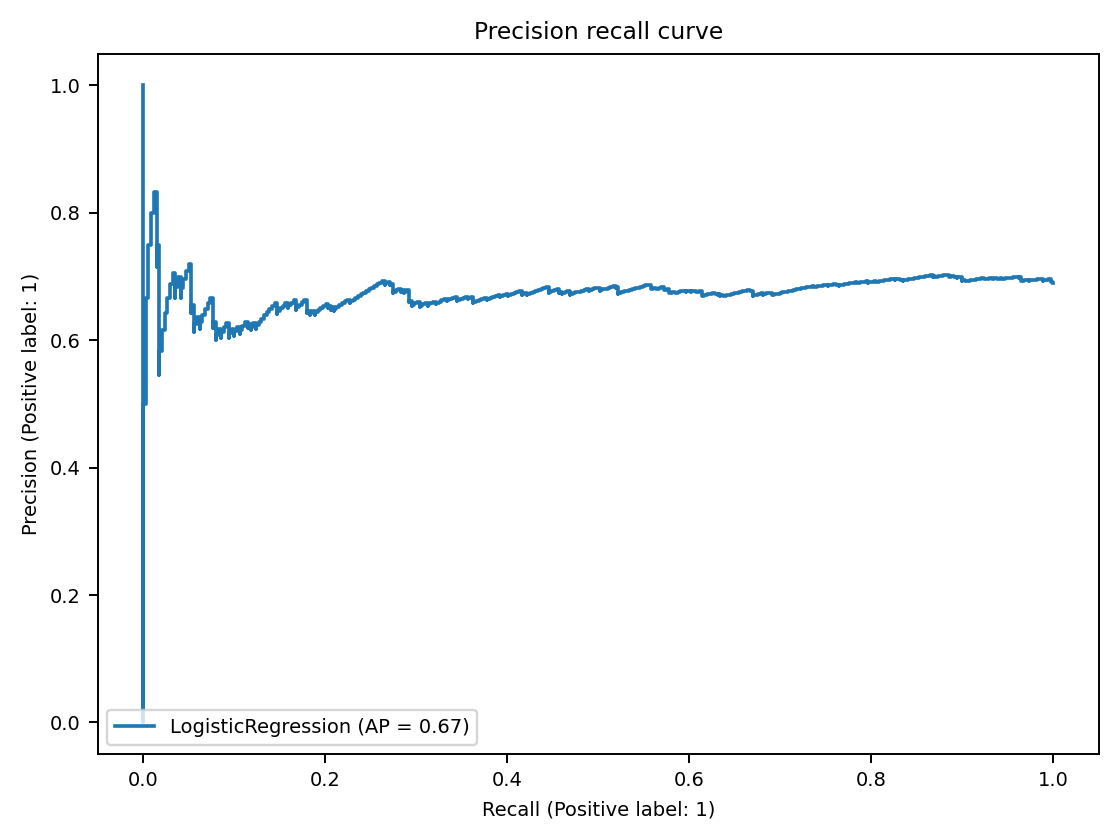 Precision recall curve
1.0
0.8
0.6
0.4
0.2
0.0
Precision (Positive label: 1)
LogisticRegression (AP = 0.67)
0.0 0.2 0.4 0.6 0.8 1.0
Recall (Positive label: 1)